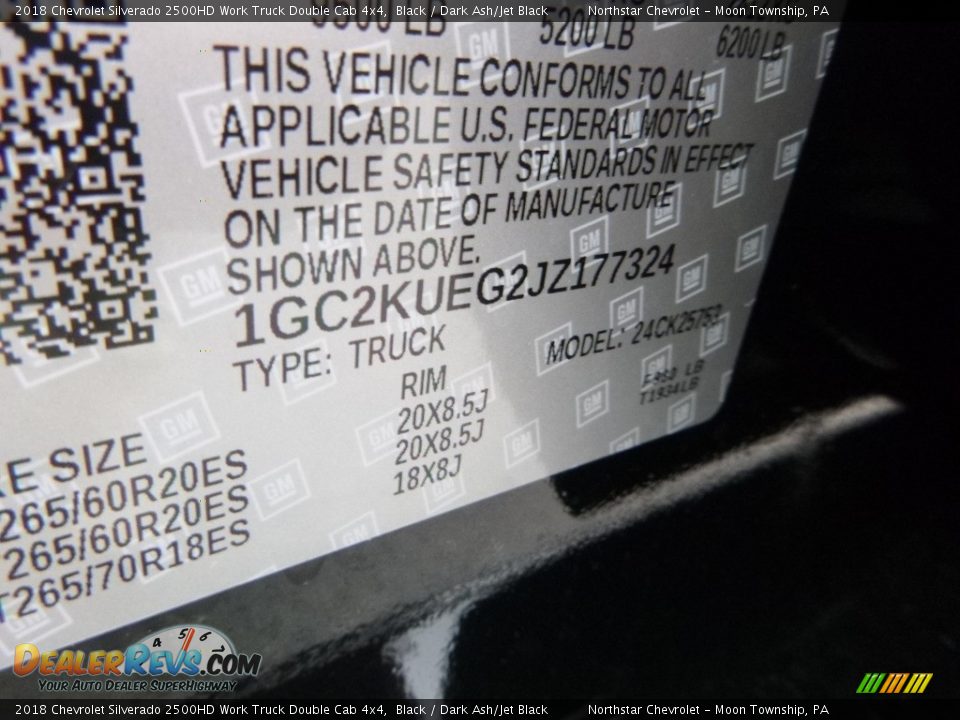 2018 Chevrolet Silverado 2500HD Work Truck Double Cab 4x4, Black / Dark Ash/Jet Black Northstar Chevrolet – Moon Township, PA
LB 5200 LB 6200 LB
THIS VEHICLE CONFORMS TO ALL
APPLICABLE U.S. FEDERAL MOTOR
VEHICLE SAFETY STANDARDS IN EFFECT
ON THE DATE OF MANUFACTURE
SHOWN ABOVE.
1GC2KUEG2JZ177324
TYPE: TRUCK MODEL: 24CK25753
RIM
20X8.5J
20X8.5J
18X8J
T1934LB
SIZE
265/60R20ES
265/60R20ES
T265/70R18ES
GM
DEALERREVS.COM
YOUR AUTO DEALER SUPERHIGHWAY
2018 Chevrolet Silverado 2500HD Work Truck Double Cab 4x4, Black / Dark Ash/Jet Black Northstar Chevrolet – Moon Township, PA